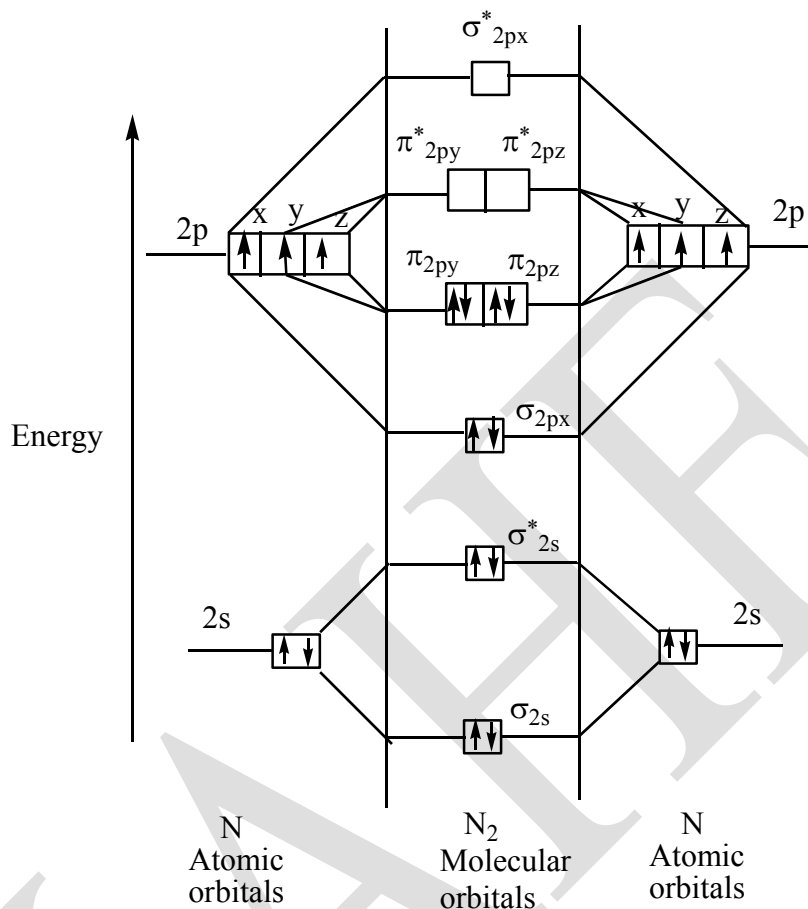 σ*2px
π*2py π*2pz
x y z
2p
x y z
2p
π2py π2pz
σ2px
Energy
σ*2s
2s
2s
σ2s
N
Atomic
orbitals
N2
Molecular
orbitals
N
Atomic
orbitals